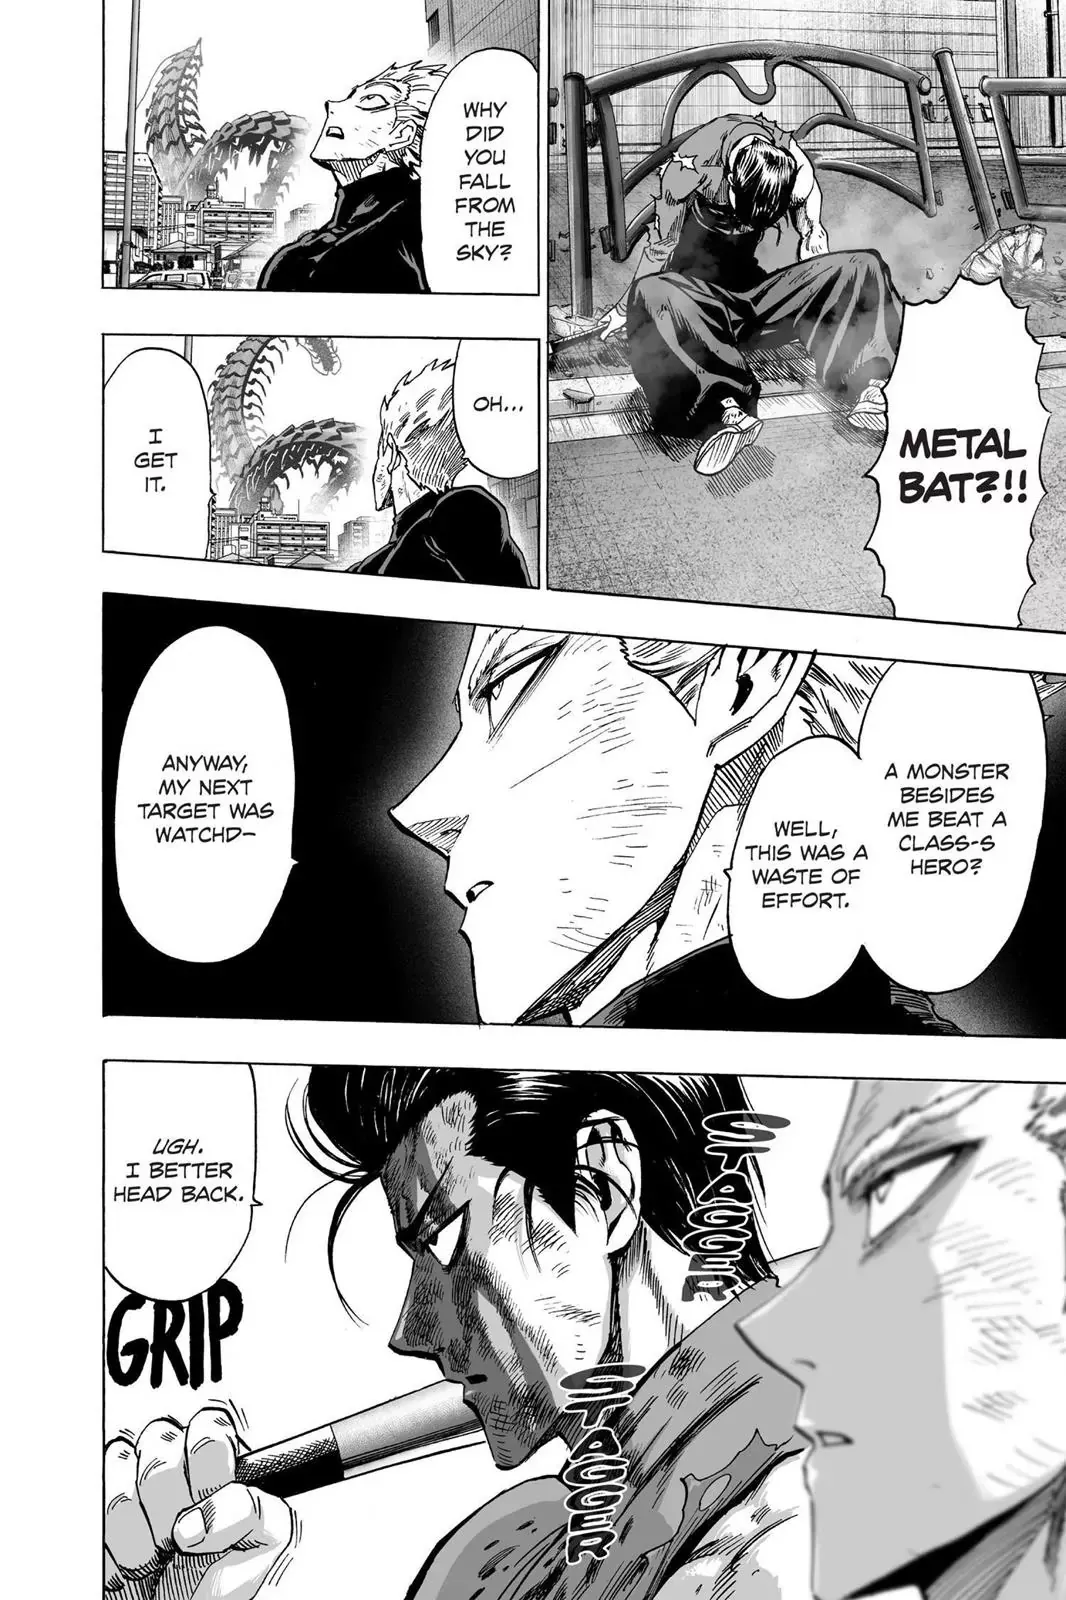 METAL
BAT?!!
WHY
DID
YOU
FALL
FROM
THE
SKY?
OH...
I
GET
IT.
A MONSTER
BESIDES
ME BEAT A
CLASS-S
HERO?
WELL,
THIS WAS A
WASTE OF
EFFORT.
ANYWAY,
MY NEXT
TARGET WAS
WATCHD–
STAGGER
STAGGER
UGH.
I BETTER
HEAD BACK.
GRIP